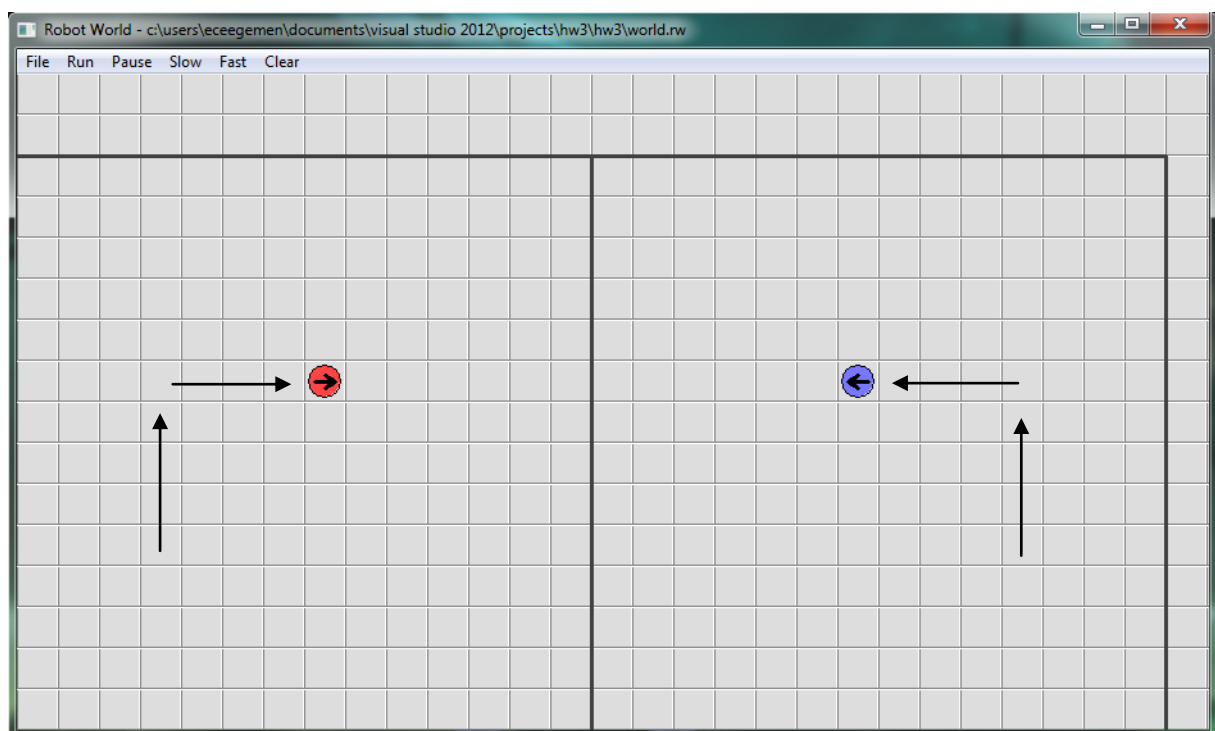 Robot World - c:\users\eceegemen\documents\visual studio 2012\projects\hw3\hw3\world.rw
File Run Pause Slow Fast Clear